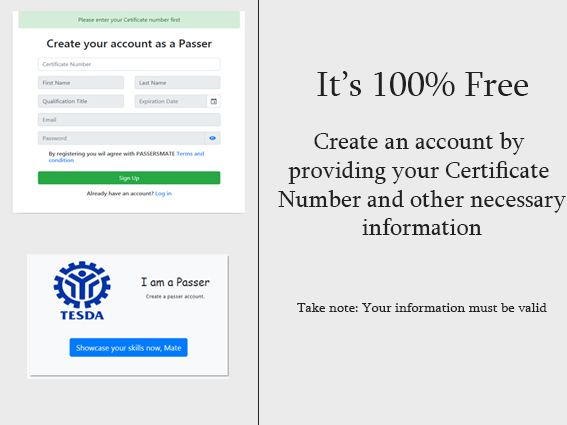 Please enter your Cetificate number first
Create your account as a Passer
Certificate Number
First Name
Last Name
Qualification Title
Expiration Date
Email
Password
By registering you wil agree with PASSERSMATE Terms and
condition
Sign Up
Already have an account? Log in
TESDA
I am a Passer
Create a passer account.
Showcase your skills now, Mate
It's 100% Free
Create an account by
providing your Certificate
Number and other necessary
information
Take note: Your information must be valid